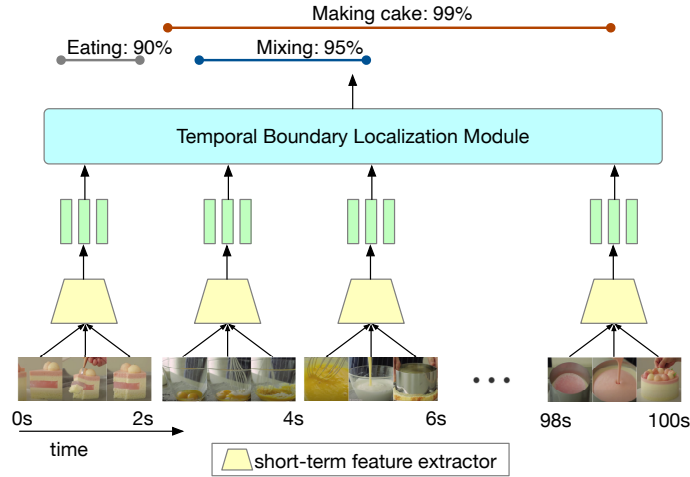 Making cake: 99%
Eating: 90%
Mixing: 95%
Temporal Boundary Localization Module
0s
2s
4s
6s
98s
100s
time
short-term feature extractor